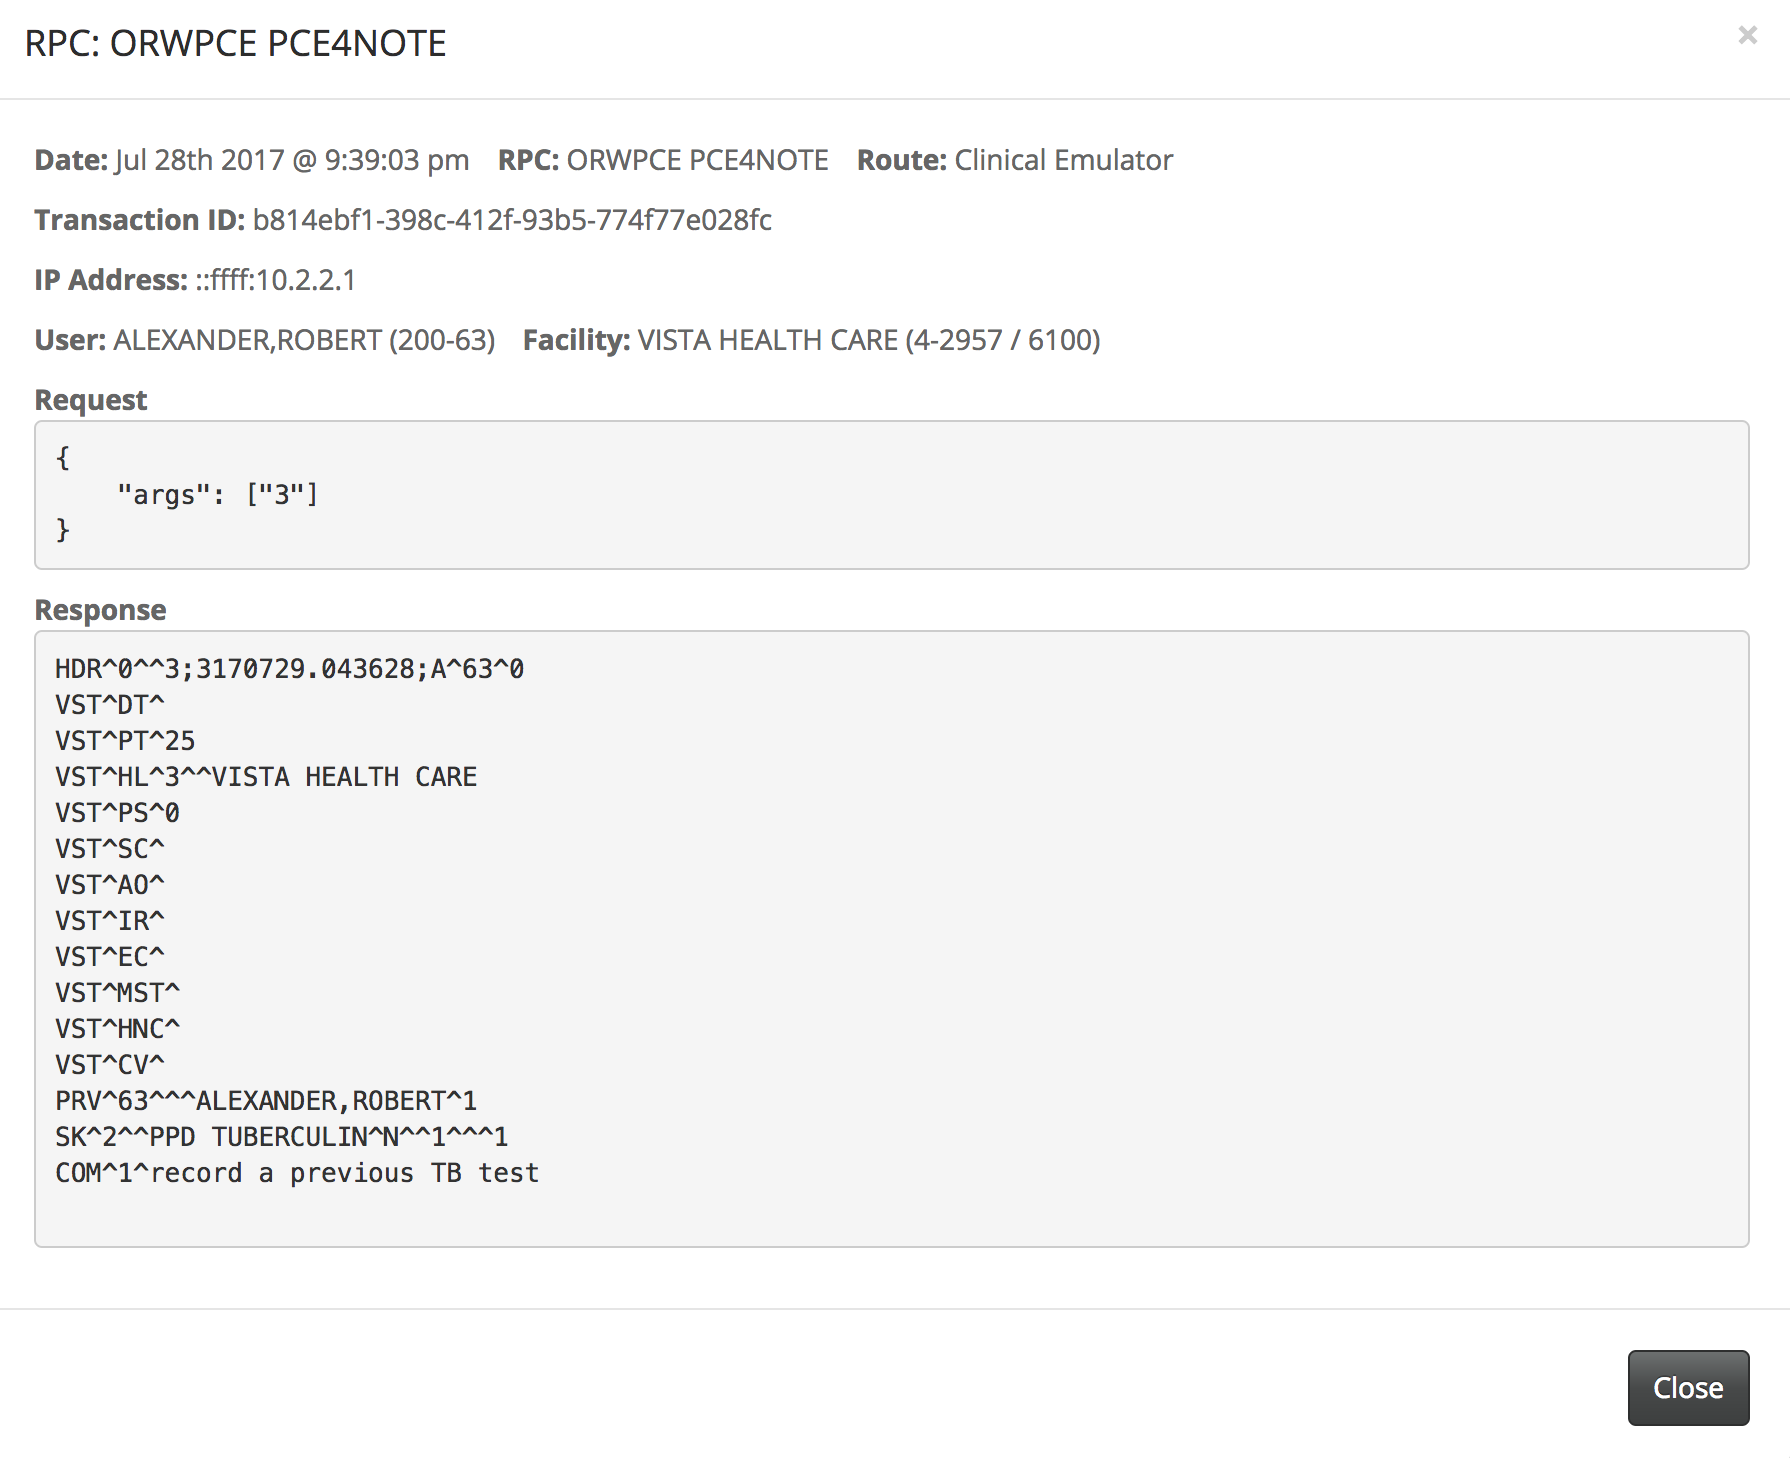 RPC: ORWPCE PCE4NOTE ×
Date: Jul 28th 2017 @ 9:39:03 pm RPC: ORWPCE PCE4NOTE Route: Clinical Emulator
Transaction ID: b814ebf1-398c-412f-93b5-774f77e028fc
IP Address: ::ffff:10.2.2.1
User: ALEXANDER,ROBERT (200-63) Facility: VISTA HEALTH CARE (4-2957 / 6100)
Request
{
    "args": ["3"]
}
Response
HDR^0^^3;3170729.043628;A^63^0
VST^DT^
VST^PT^25
VST^HL^3^^VISTA HEALTH CARE
VST^PS^0
VST^SC^
VST^AO^
VST^IR^
VST^EC^
VST^MST^
VST^HNC^
VST^CV^
PRV^63^^^ALEXANDER,ROBERT^1
SK^2^^PPD TUBERCULIN^N^^1^^^1
COM^1^record a previous TB test
Close